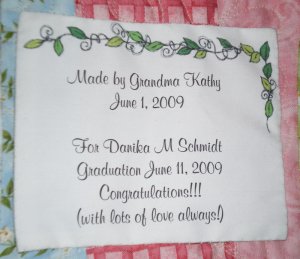 Made by Grandma Kathy
June 1, 2009
For Danika M Schmidt
Graduation June 11, 2009
Congratulations!!!
(with lots of love always!)